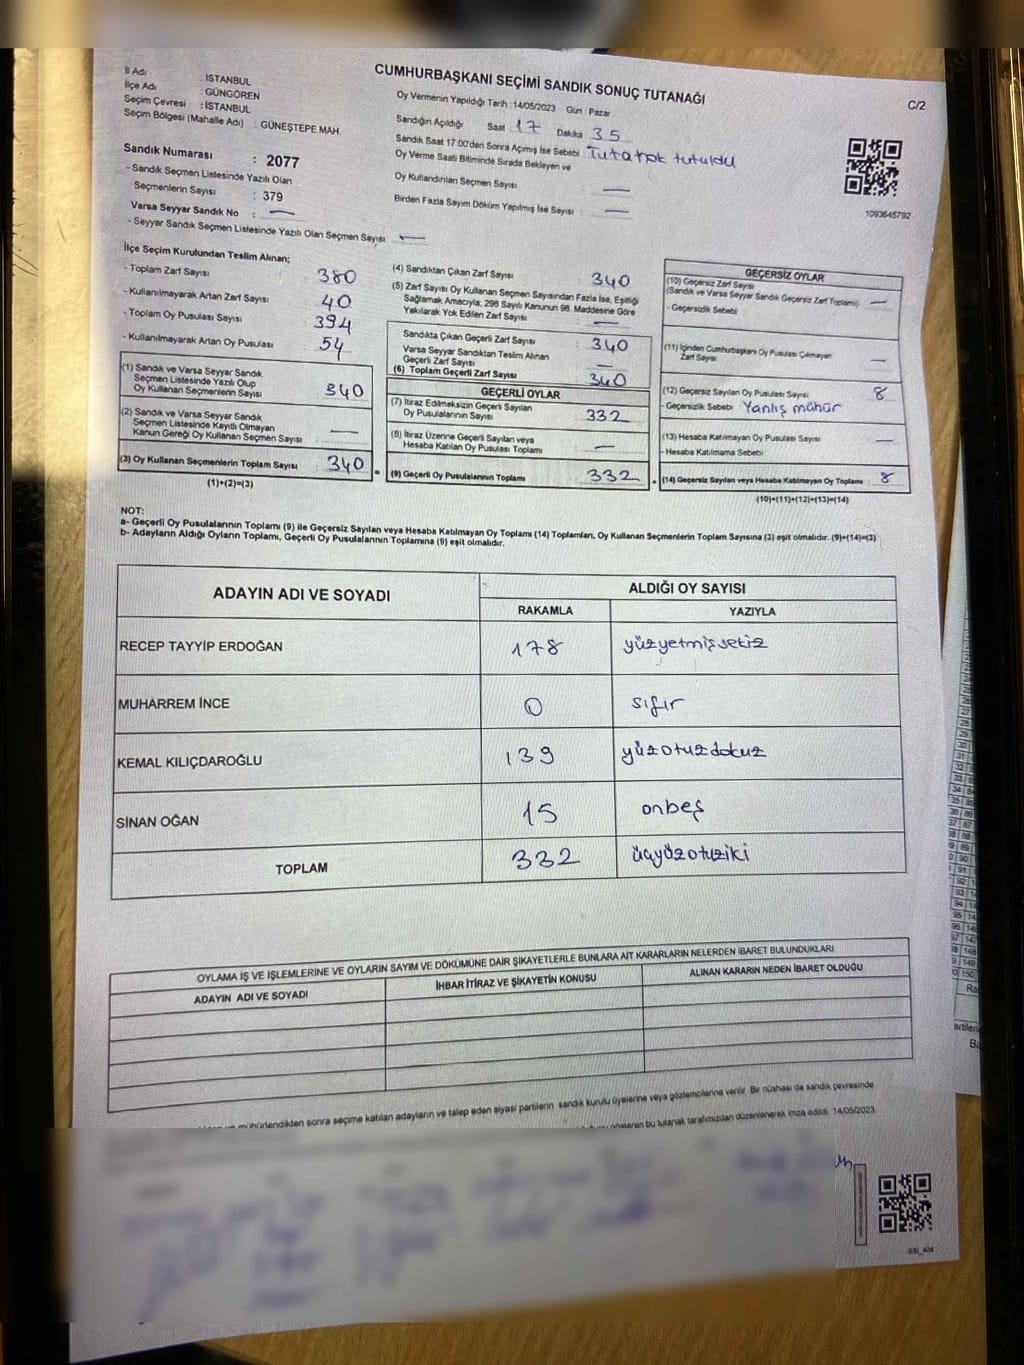 CUMHURBAŞKANI SEÇİMİ SANDIK SONUÇ TUTANAĞI
C/2
İl Adı : İSTANBUL
İlçe Adı : GÜNGÖREN
Seçim Çevresi : İSTANBUL
Seçim Bölgesi (Mahalle Adı) : GÜNEŞTEPE MAH
Sandık Numarası : 2077
- Sandık Seçmen Listesinde Yazılı Olan
Seçmenlerin Sayısı : 379
Varsa Seyyar Sandık No : —
- Seyyar Sandık Seçmen Listesinde Yazılı Olan Seçmen Sayısı : —
Oy Vermenin Yapıldığı Tarih : 14/05/2023 Gün : Pazar
Sandığın Açıldığı Saat : 17 Dakika : 35
Sandık Saat 17.00'den Sonra Açımış İse Sebebi : Tutanak tutuldu
Oy Verme Saati Bitiminde Sırada Bekleyen ve
Oy Kullandırılan Seçmen Sayısı : —
Birden Fazla Sayım Döküm Yapılmış İse Sayısı : —
1093645792
İlçe Seçim Kurulundan Teslim Alınan;
- Toplam Zarf Sayısı : 380
- Kullanılmayarak Artan Zarf Sayısı : 40
- Toplam Oy Pusulası Sayısı : 394
- Kullanılmayarak Artan Oy Pusulası : 54
(1) Sandık ve Varsa Seyyar Sandık
Seçmen Listesinde Yazılı Olup
Oy Kullanan Seçmenlerin Sayısı : 340
(2) Sandık ve Varsa Seyyar Sandık
Seçmen Listesinde Kayıtlı Olmayan
Kanun Gereği Oy Kullanan Seçmen Sayısı : —
(3) Oy Kullanan Seçmenlerin Toplam Sayısı : 340
(1)+(2)=(3)
(4) Sandıktan Çıkan Zarf Sayısı : 340
(5) Zarf Sayısı Oy Kullanan Seçmen Sayısından Fazla İse, Eşitliği
Sağlamak Amacıyla; 298 Sayılı Kanunun 98. Maddesine Göre
Yakılarak Yok Edilen Zarf Sayısı : —
Sandıkta Çıkan Geçerli Zarf Sayısı : 340
Varsa Seyyar Sandıktan Teslim Alınan
Geçerli Zarf Sayısı : —
(6) Toplam Geçerli Zarf Sayısı : 340
GEÇERLİ OYLAR
(7) İtiraz Edilmeksizin Geçerli Sayılan
Oy Pusulalarının Sayısı : 332
(8) İtiraz Üzerine Geçerli Sayılan veya
Hesaba Katılan Oy Pusulası Toplamı : —
(9) Geçerli Oy Pusulalarının Toplamı : 332
GEÇERSİZ OYLAR
(10) Geçersiz Zarf Sayısı
(Sandık ve Varsa Seyyar Sandık Geçersiz Zarf Toplamı) : —
- Geçersizlik Sebebi
(11) İçinden Cumhurbaşkanı Oy Pusulası Çıkmayan
Zarf Sayısı : —
(12) Geçersiz Sayılan Oy Pusulası Sayısı : 8
- Geçersizlik Sebebi Yanlış mühür
(13) Hesaba Katılmayan Oy Pusulası Sayısı : —
- Hesaba Katılmama Sebebi
(14) Geçersiz Sayılan veya Hesaba Katılmayan Oy Toplamı : 8
(10)+(11)+(12)+(13)=(14)
NOT:
a- Geçerli Oy Pusulalarının Toplamı (9) ile Geçersiz Sayılan veya Hesaba Katılmayan Oy Toplamı (14) Toplamları, Oy Kullanan Seçmenlerin Toplam Sayısına (3) eşit olmalıdır. (9)+(14)=(3)
b- Adayların Aldığı Oyların Toplamı, Geçerli Oy Pusulalarının Toplamına (9) eşit olmalıdır.
ADAYIN ADI VE SOYADI ALDIĞI OY SAYISI
RAKAMLA YAZIYLA
RECEP TAYYİP ERDOĞAN 178 yüzyetmişsekiz
MUHARREM İNCE 0 sıfır
KEMAL KILIÇDAROĞLU 139 yüzotuzdokuz
SİNAN OĞAN 15 onbeş
TOPLAM 332 üçyüzotuziki
OYLAMA İŞ VE İŞLEMLERİNE VE OYLARIN SAYIM VE DÖKÜMÜNE DAİR ŞİKAYETLERLE BUNLARA AİT KARARLARIN NELERDEN İBARET BULUNDUKLARI
ADAYIN ADI VE SOYADI İHBAR İTİRAZ VE ŞİKAYETİN KONUSU ALINAN KARARIN NEDEN İBARET OLDUĞU
mühürlendikten sonra seçime katılan adayların ve talep eden siyasi partilerin sandık kurulu üyelerine veya gözlemcilerine verilir. Bir nüshası da sandık çevresinde
gösteren bu tutanak tarafımızdan düzenlenerek imza edildi. 14/05/2023